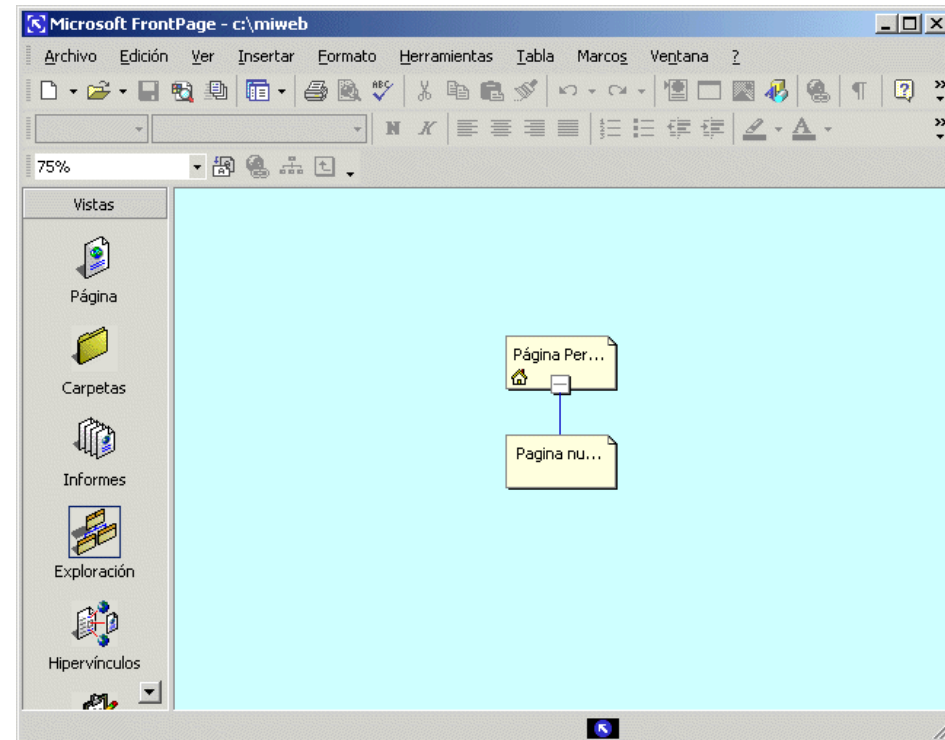 Microsoft FrontPage - c:\miweb
Archivo Edición Ver Insertar Formato Herramientas Tabla Marcos Ventana ?
ABC ¶ ? »
N K A »
75%
Vistas
Página
Carpetas
Informes
Exploración
Hipervínculos
Página Per...
Pagina nu...